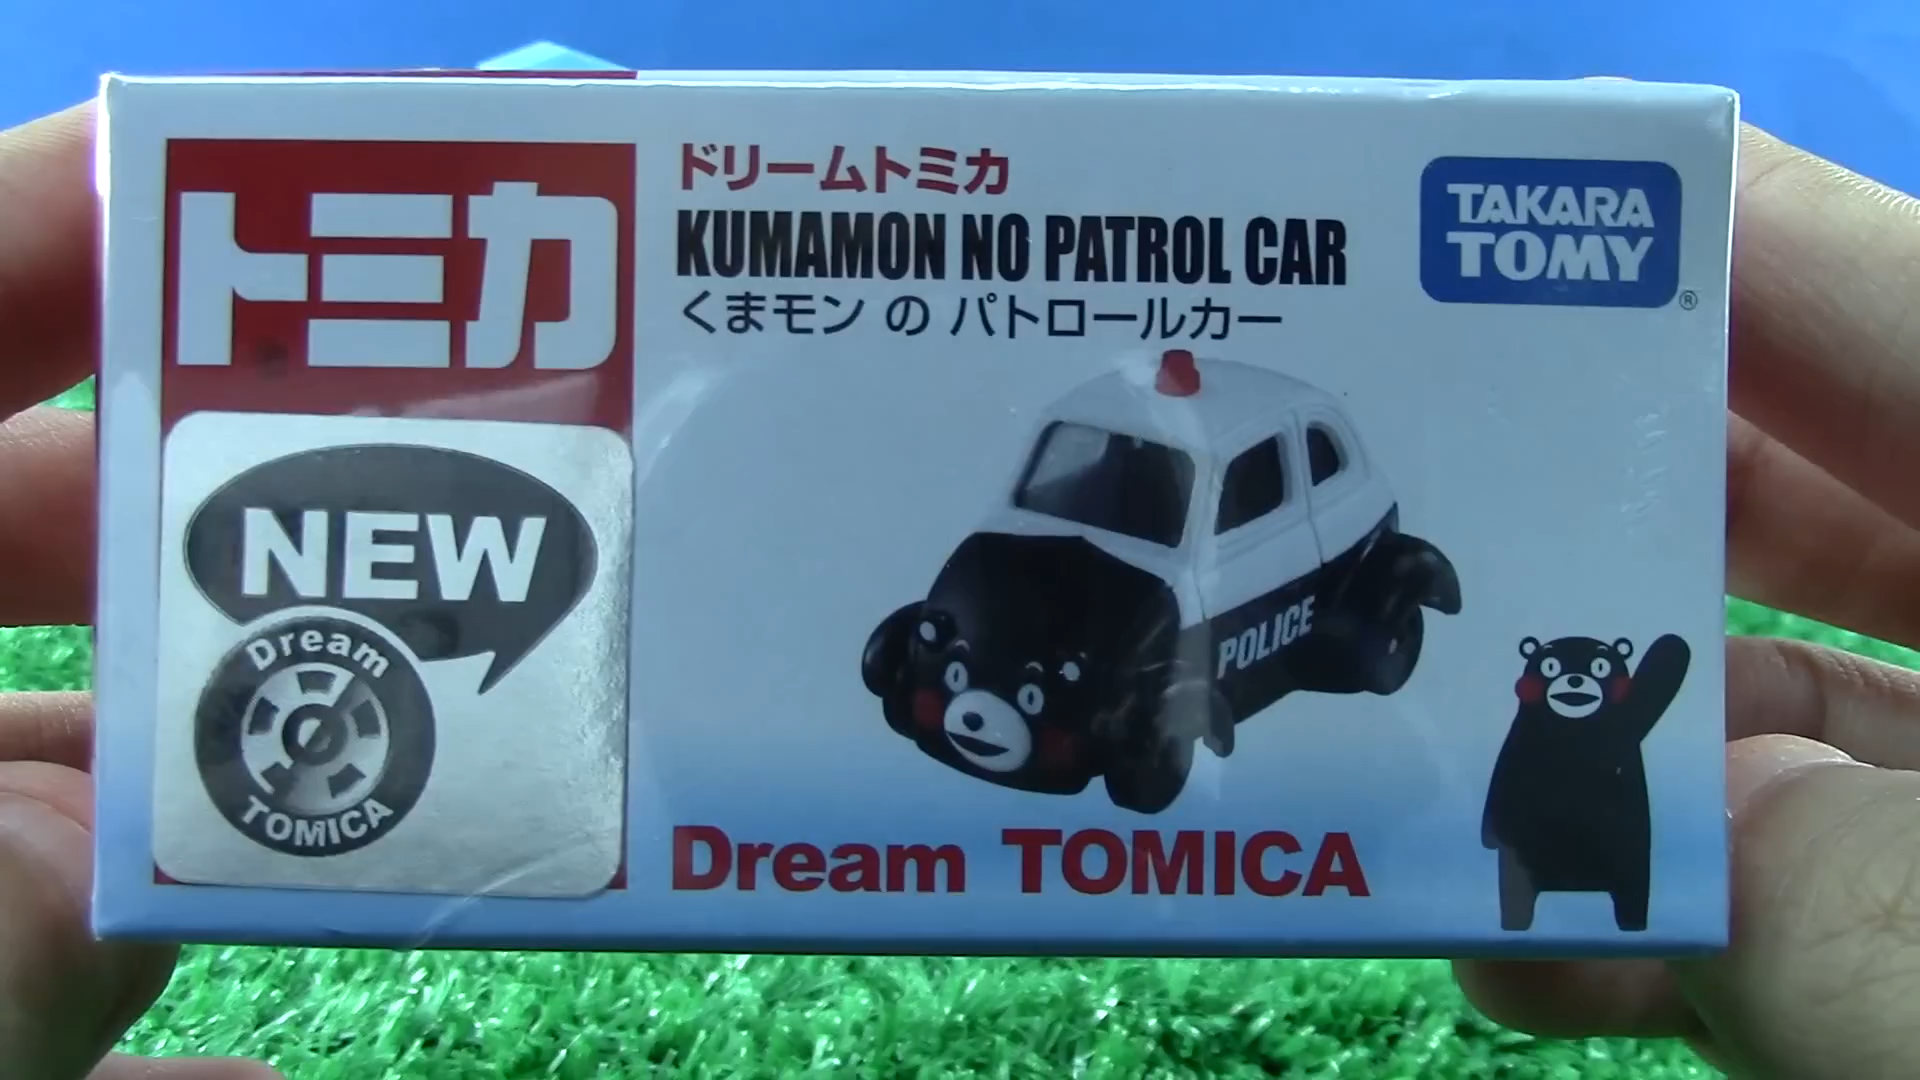 トミカ
ドリームトミカ
KUMAMON NO PATROL CAR
くまモン の パトロールカー
TAKARA
TOMY
®
NEW
Dream
TOMICA
POLICE
Dream TOMICA